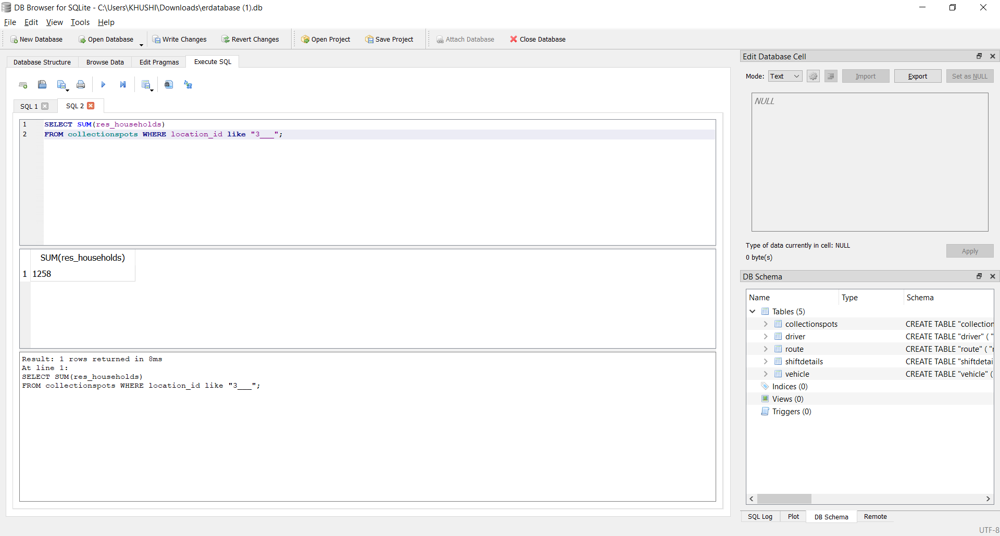 DB Browser for SQLite - C:\Users\KHUSHI\Downloads\erdatabase (1).db
File Edit View Tools Help
New Database Open Database Write Changes Revert Changes Open Project Save Project Attach Database Close Database
Database Structure Browse Data Edit Pragmas Execute SQL
SQL 1 SQL 2
1 SELECT SUM(res_households)
2 FROM collectionspots WHERE location_id like "3___";
SUM(res_households)
1 1258
Result: 1 rows returned in 8ms
At line 1:
SELECT SUM(res_households)
FROM collectionspots WHERE location_id like "3___";
Edit Database Cell
Mode: Text Import Export Set as NULL
NULL
Type of data currently in cell: NULL
0 byte(s)
Apply
DB Schema
Name Type Schema
Tables (5)
collectionspots CREATE TABLE "collection
driver CREATE TABLE "driver" ( "
route CREATE TABLE "route" ( "r
shiftdetails CREATE TABLE "shiftdetai
vehicle CREATE TABLE "vehicle" (
Indices (0)
Views (0)
Triggers (0)
SQL Log Plot DB Schema Remote
UTF-8